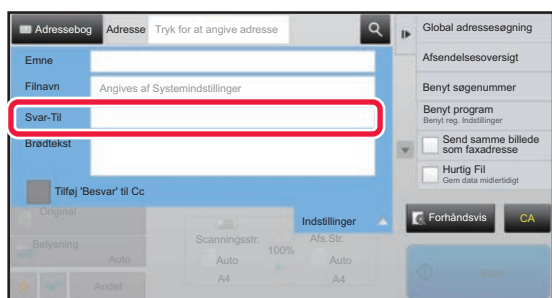 Adressebog
Adresse
Tryk for at angive adresse
Emne
Filnavn
Angives af Systemindstillinger
Svar-Til
Brødtekst
Tilføj 'Besvar' til Cc
Indstillinger
Original
Belysning
Auto
Scanningsstr.
Auto
A4
100%
Afs.Str.
Auto
A4
Andet
Global adressesøgning
Afsendelsesoversigt
Benyt søgenummer
Benyt program
Benyt reg. Indstillinger
Send samme billede
som faxadresse
Hurtig Fil
Gem data midlertidigt
Forhåndsvis
CA
Start